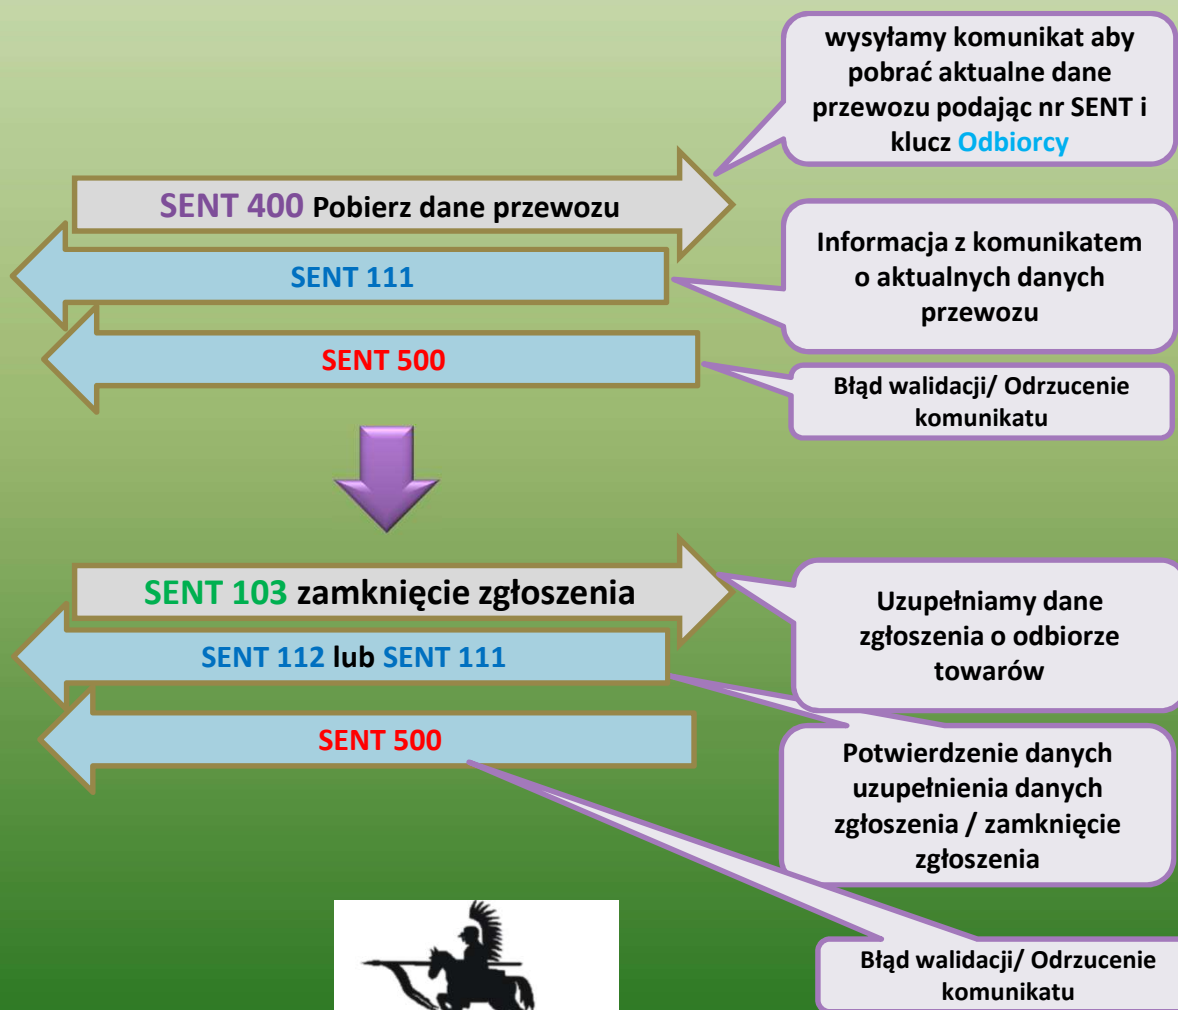 wysyłamy komunikat aby
pobrać aktualne dane
przewozu podając nr SENT i
klucz Odbiorcy
SENT 400 Pobierz dane przewozu
SENT 111
Informacja z komunikatem
o aktualnych danych
przewozu
SENT 500
Błąd walidacji/ Odrzucenie
komunikatu
SENT 103 zamknięcie zgłoszenia
Uzupełniamy dane
zgłoszenia o odbiorze
towarów
SENT 112 lub SENT 111
SENT 500
Potwierdzenie danych
uzupełnienia danych
zgłoszenia / zamknięcie
zgłoszenia
Błąd walidacji/ Odrzucenie
komunikatu